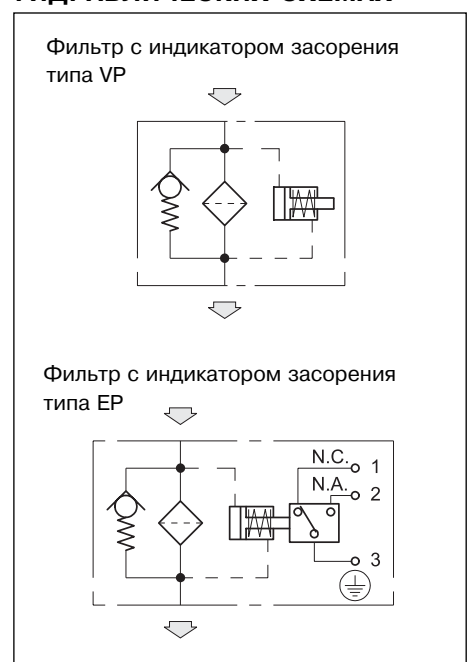 Фильтр с индикатором засорения
типа VP
Фильтр с индикатором засорения
типа EP
N.C.
1
N.A.
2
3